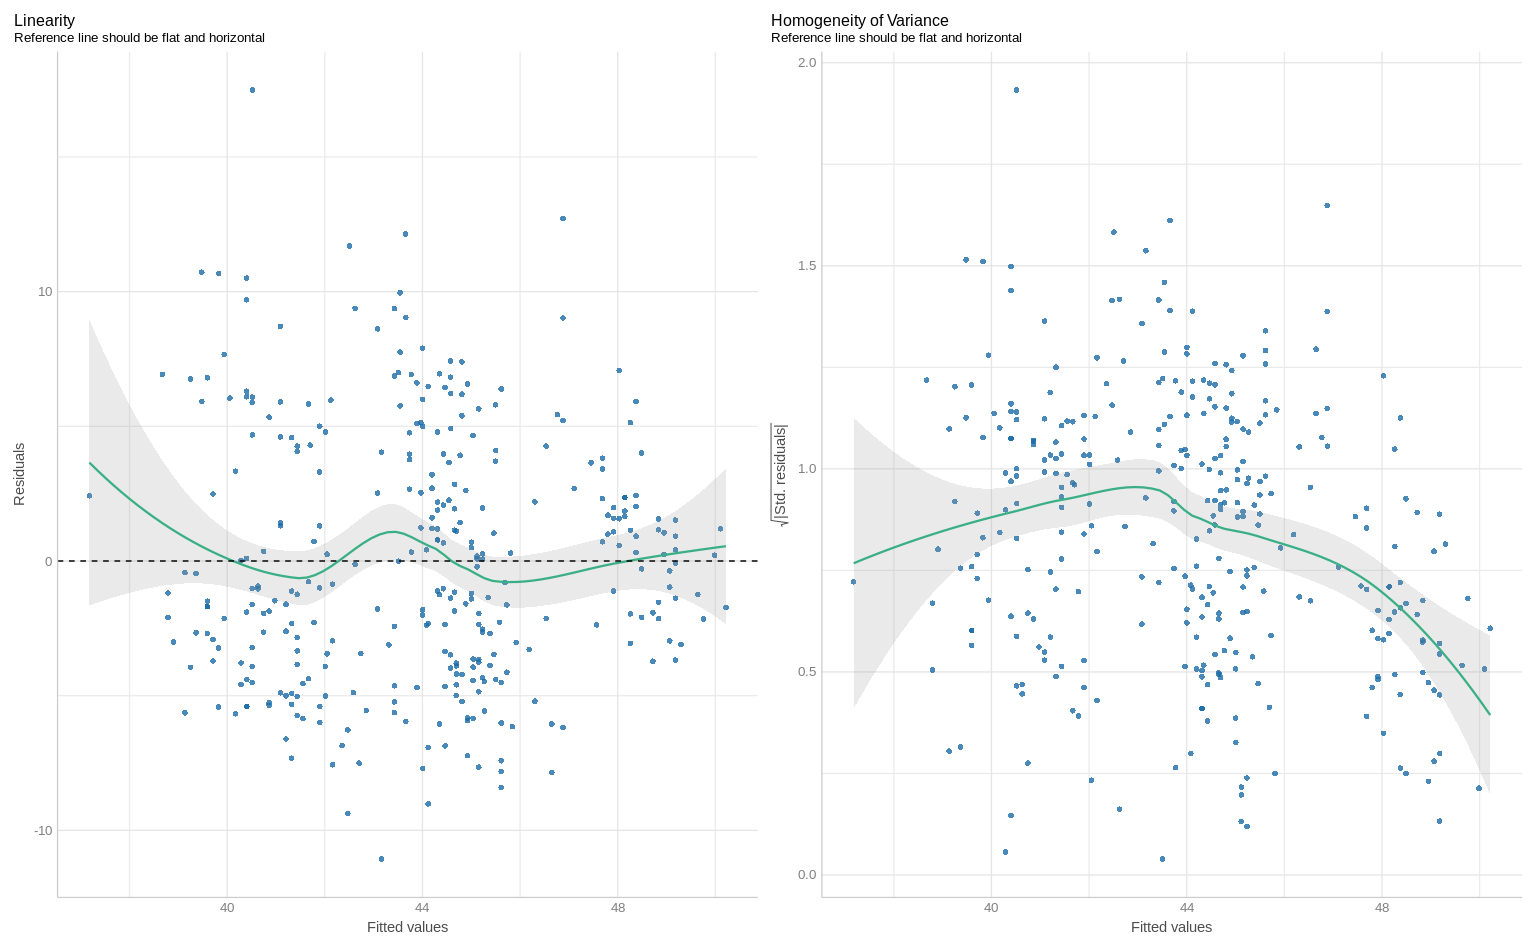 Linearity
Reference line should be flat and horizontal
10
0
-10
Residuals
40
44
48
Fitted values
Homogeneity of Variance
Reference line should be flat and horizontal
2.0
1.5
1.0
0.5
0.0
√|Std. residuals|
40
44
48
Fitted values